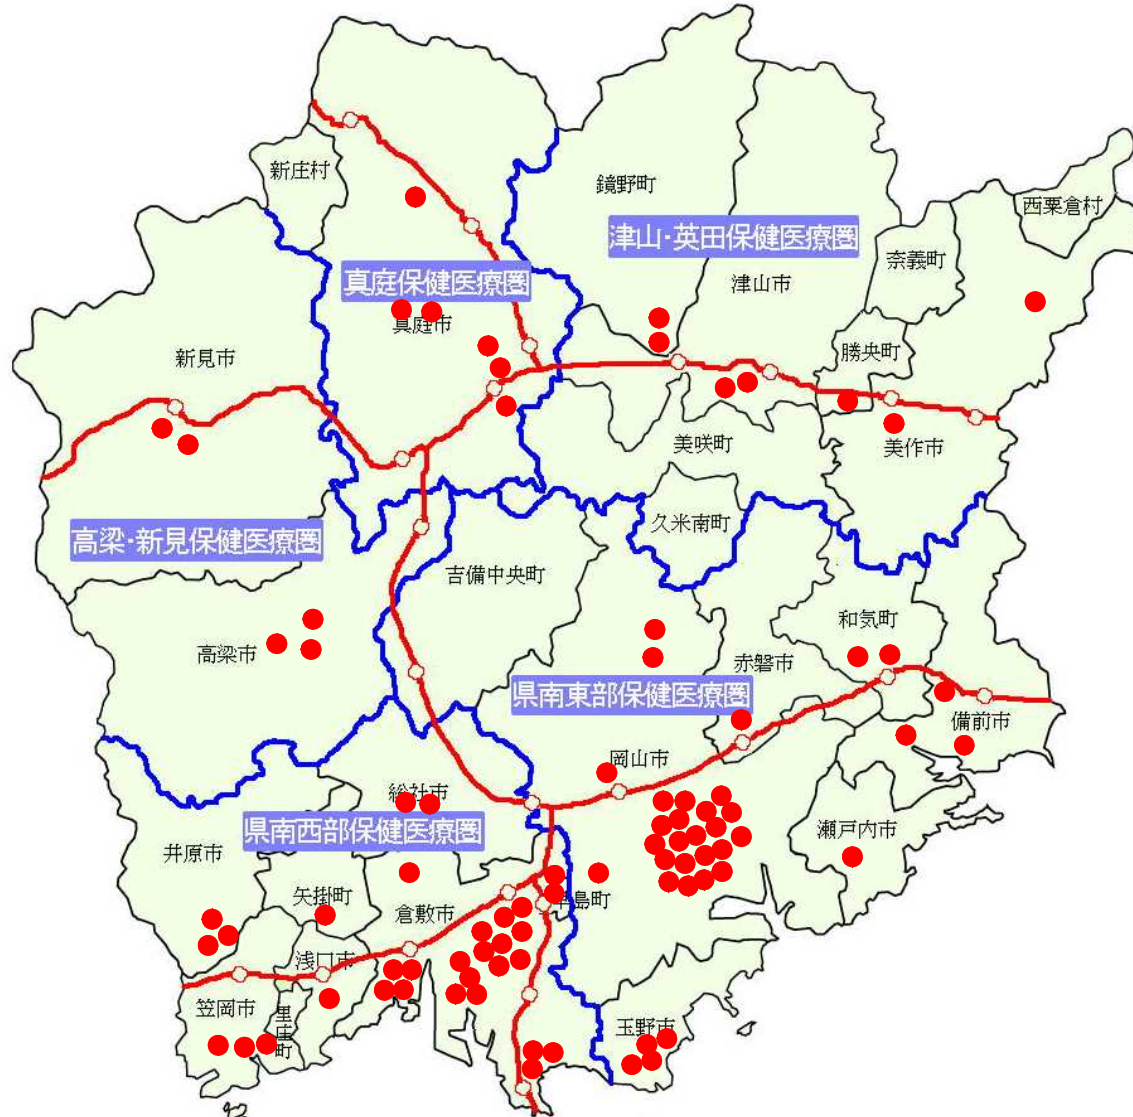 新庄村
鏡野町
西粟倉村
津山・英田保健医療圏
奈義町
真庭保健医療圏
津山市
真庭市
勝央町
新見市
美咲町
美作市
久米南町
高梁・新見保健医療圏
吉備中央町
和気町
高梁市
赤磐市
県南東部保健医療圏
備前市
岡山市
総社市
県南西部保健医療圏
瀬戸内市
井原市
矢掛町
早島町
倉敷市
浅口市
笠岡市
里庄町
玉野市